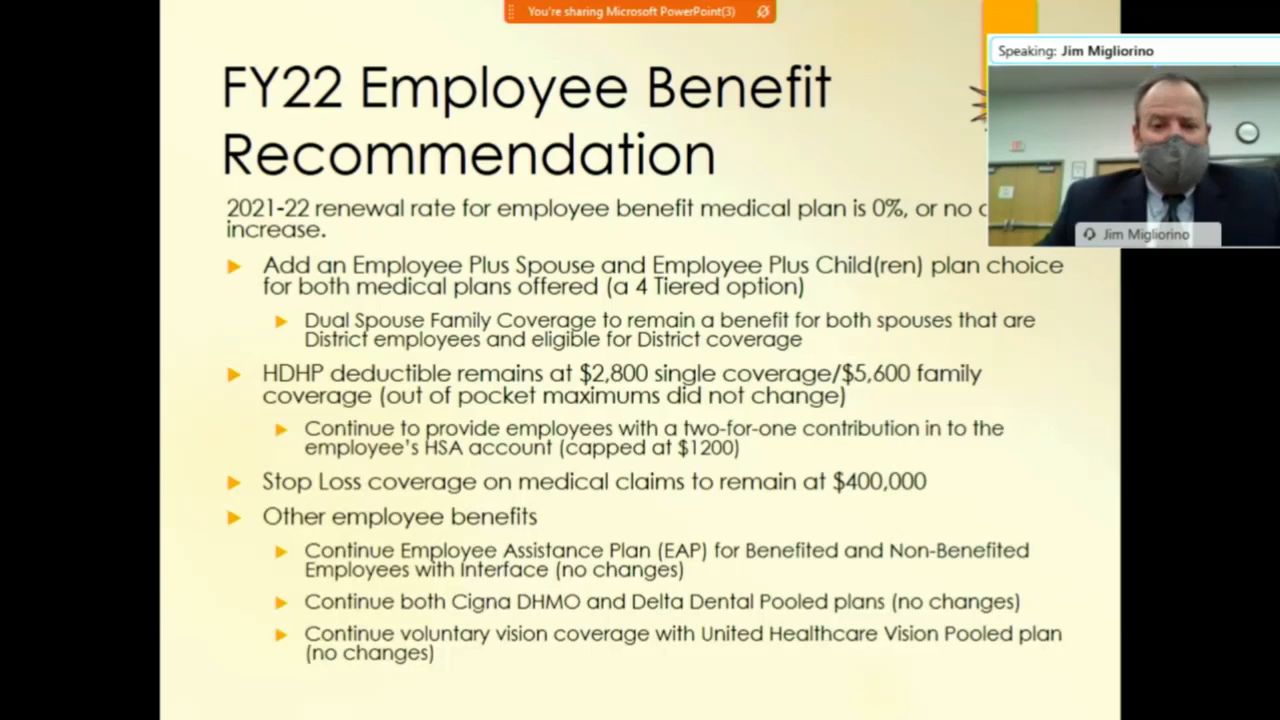 You're sharing Microsoft PowerPoint(3)
Speaking: Jim Migliorino
Jim Migliorino
FY22 Employee Benefit
Recommendation
2021-22 renewal rate for employee benefit medical plan is 0%, or no
increase.
Add an Employee Plus Spouse and Employee Plus Child(ren) plan choice
for both medical plans offered (a 4 Tiered option)
Dual Spouse Family Coverage to remain a benefit for both spouses that are
District employees and eligible for District coverage
HDHP deductible remains at $2,800 single coverage/$5,600 family
coverage (out of pocket maximums did not change)
Continue to provide employees with a two-for-one contribution in to the
employee's HSA account (capped at $1200)
Stop Loss coverage on medical claims to remain at $400,000
Other employee benefits
Continue Employee Assistance Plan (EAP) for Benefited and Non-Benefited
Employees with Interface (no changes)
Continue both Cigna DHMO and Delta Dental Pooled plans (no changes)
Continue voluntary vision coverage with United Healthcare Vision Pooled plan
(no changes)